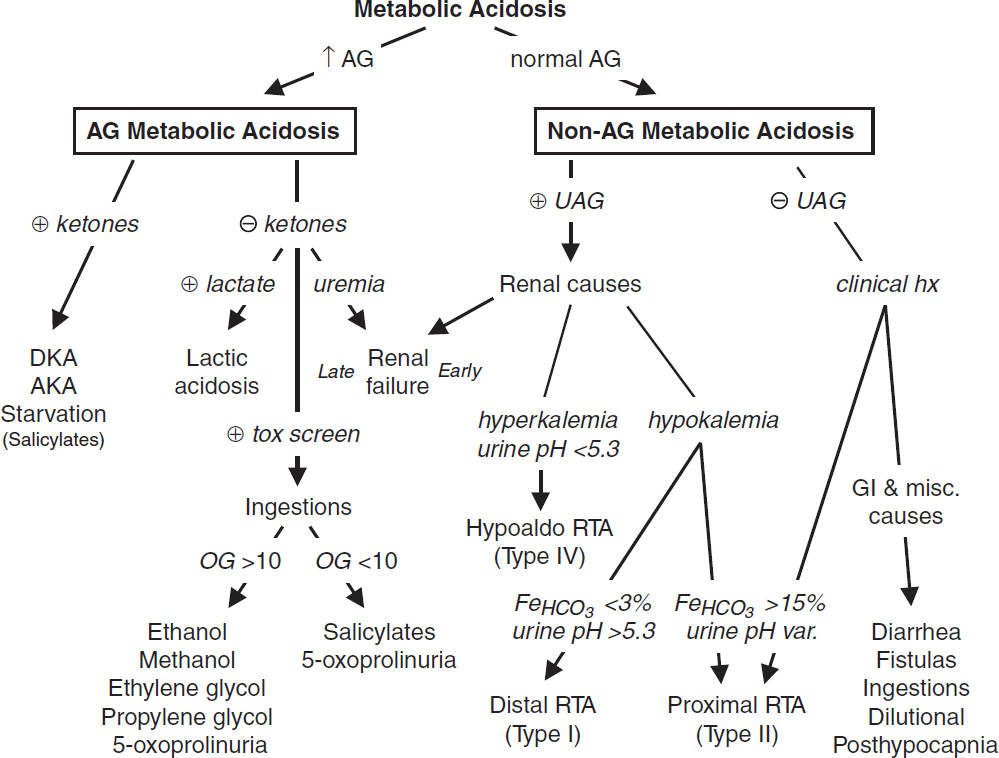 Metabolic Acidosis
↑ AG
normal AG
AG Metabolic Acidosis
Non-AG Metabolic Acidosis
⊕ ketones
⊖ ketones
⊕ UAG
⊖ UAG
⊕ lactate
uremia
Renal causes
clinical hx
DKA
AKA
Starvation
(Salicylates)
Lactic
acidosis
Late
Renal
failure
Early
⊕ tox screen
hyperkalemia
urine pH <5.3
hypokalemia
Ingestions
GI & misc.
causes
Hypoaldo RTA
(Type IV)
OG >10
OG <10
FeHCO3 <3%
urine pH >5.3
FeHCO3 >15%
urine pH var.
Ethanol
Methanol
Ethylene glycol
Propylene glycol
5-oxoprolinuria
Salicylates
5-oxoprolinuria
Distal RTA
(Type I)
Proximal RTA
(Type II)
Diarrhea
Fistulas
Ingestions
Dilutional
Posthypocapnia